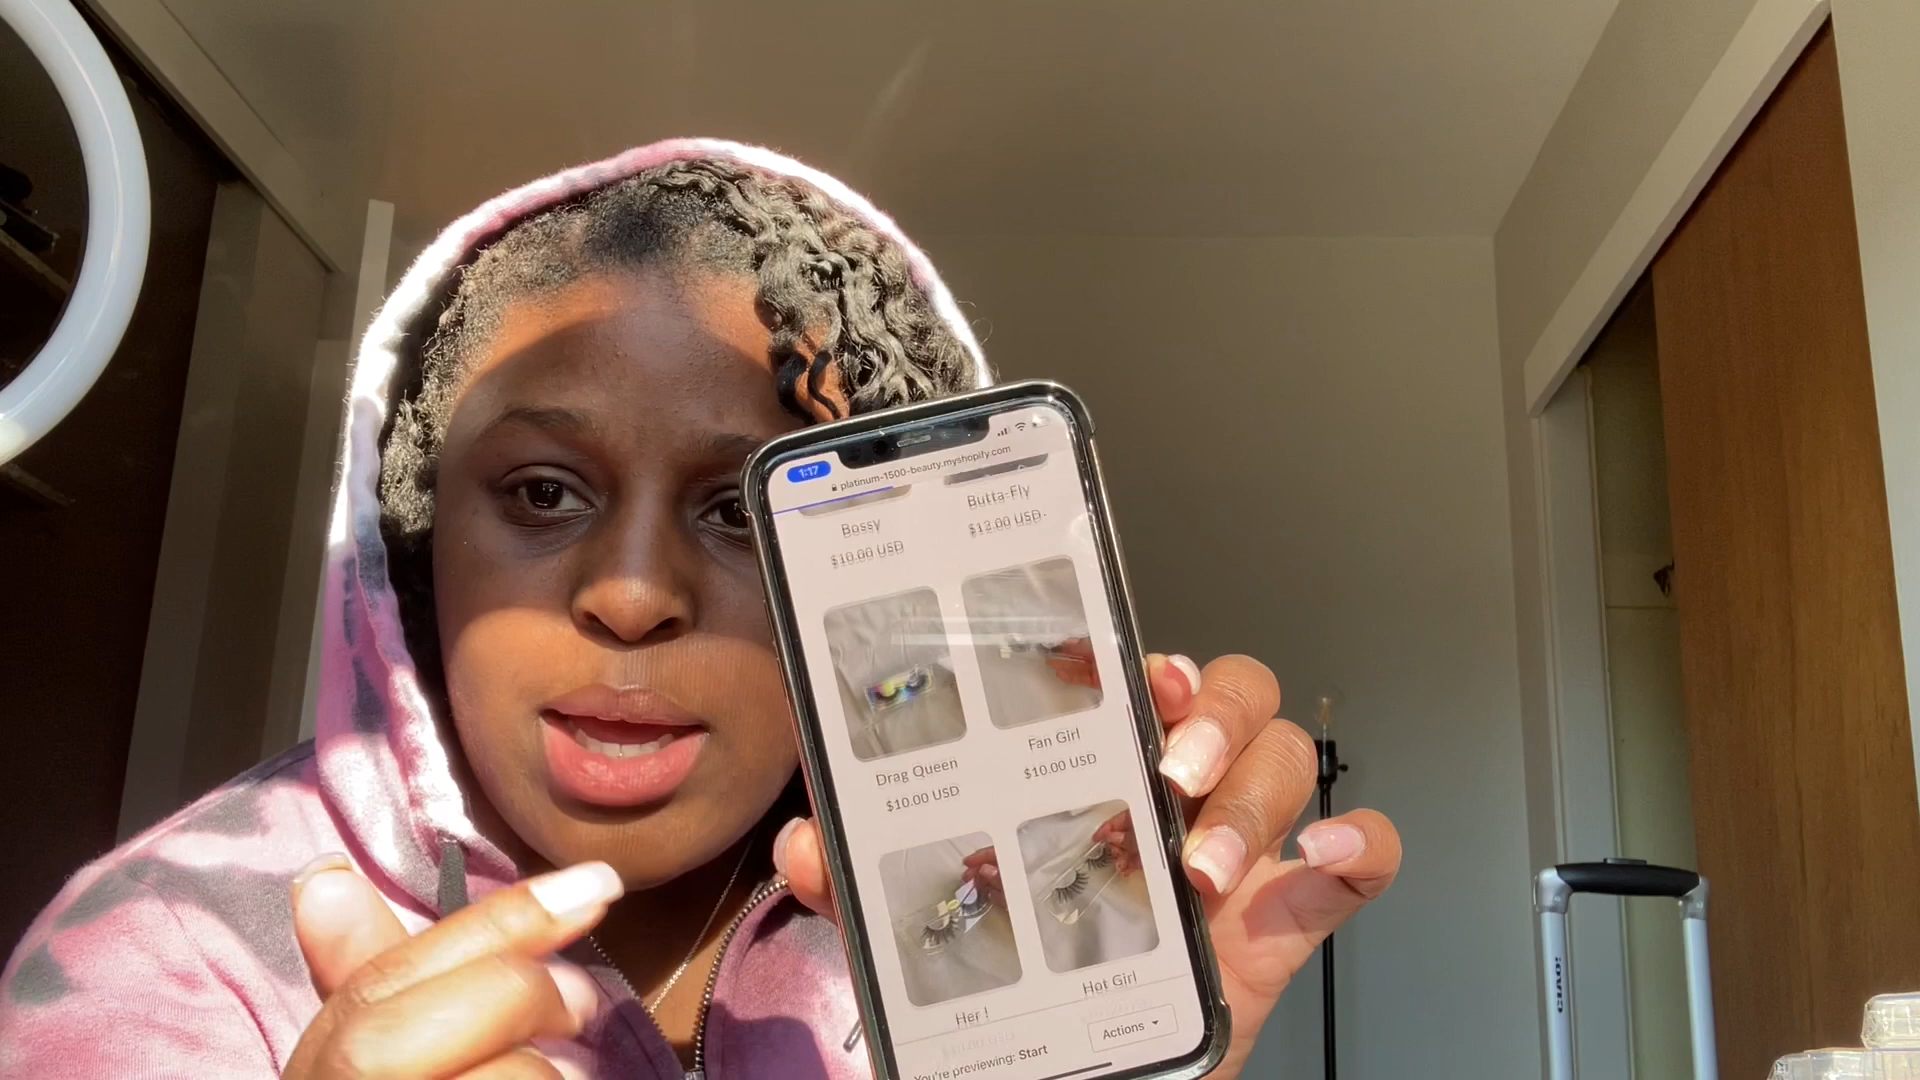 1:17
platinum-1500-beauty.myshopify.com
Bossy
$10.00 USD
Butta-Fly
$12.00 USD
Drag Queen
$10.00 USD
Fan Girl
$10.00 USD
Her !
Hot Girl
Actions
You're previewing: Start
CIAO!